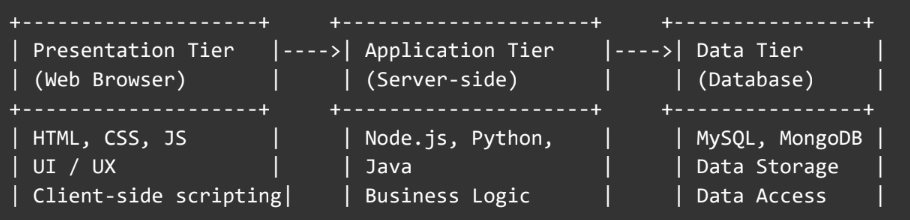 +--------------------+      +----------------------+      +----------------+
| Presentation Tier   |---->| Application Tier     |---->| Data Tier      |
| (Web Browser)       |     | (Server-side)        |     | (Database)     |
+--------------------+      +----------------------+      +----------------+
| HTML, CSS, JS       |     | Node.js, Python,     |     | MySQL, MongoDB |
| UI / UX             |     | Java                 |     | Data Storage   |
| Client-side scripting|    | Business Logic       |     | Data Access    |